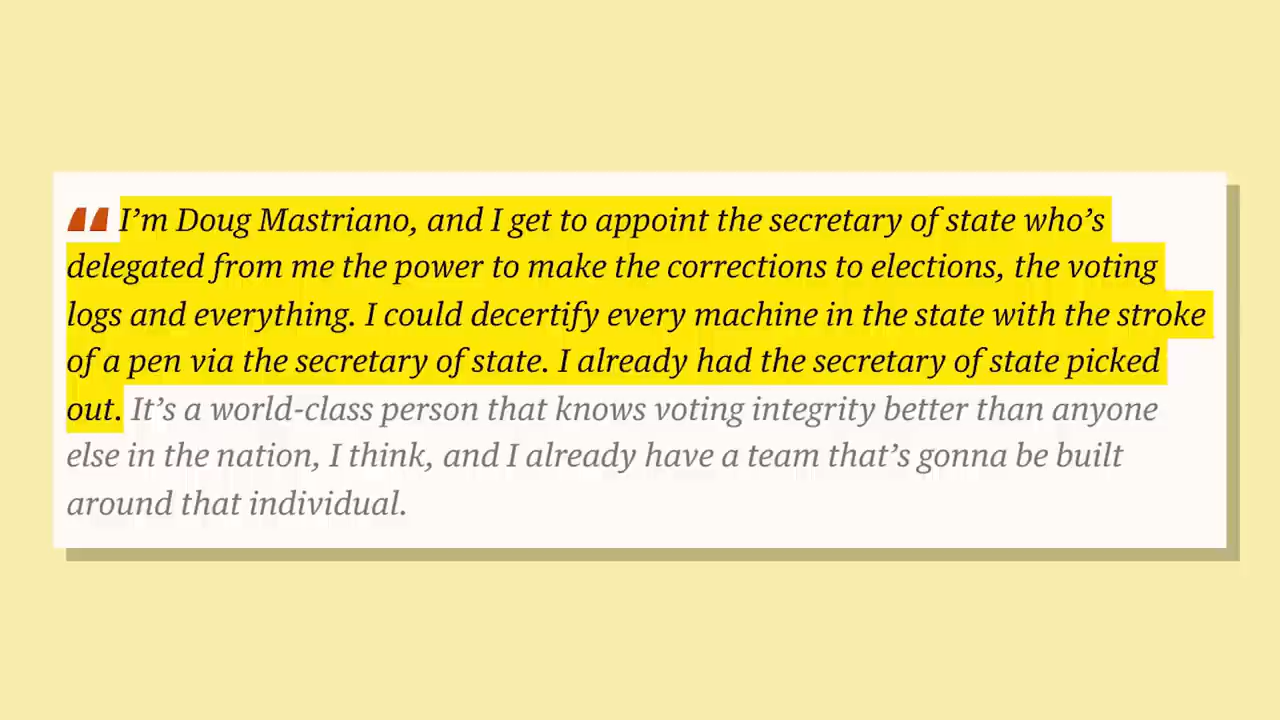 “I’m Doug Mastriano, and I get to appoint the secretary of state who’s
delegated from me the power to make the corrections to elections, the voting
logs and everything. I could decertify every machine in the state with the stroke
of a pen via the secretary of state. I already had the secretary of state picked
out. It’s a world-class person that knows voting integrity better than anyone
else in the nation, I think, and I already have a team that’s gonna be built
around that individual.